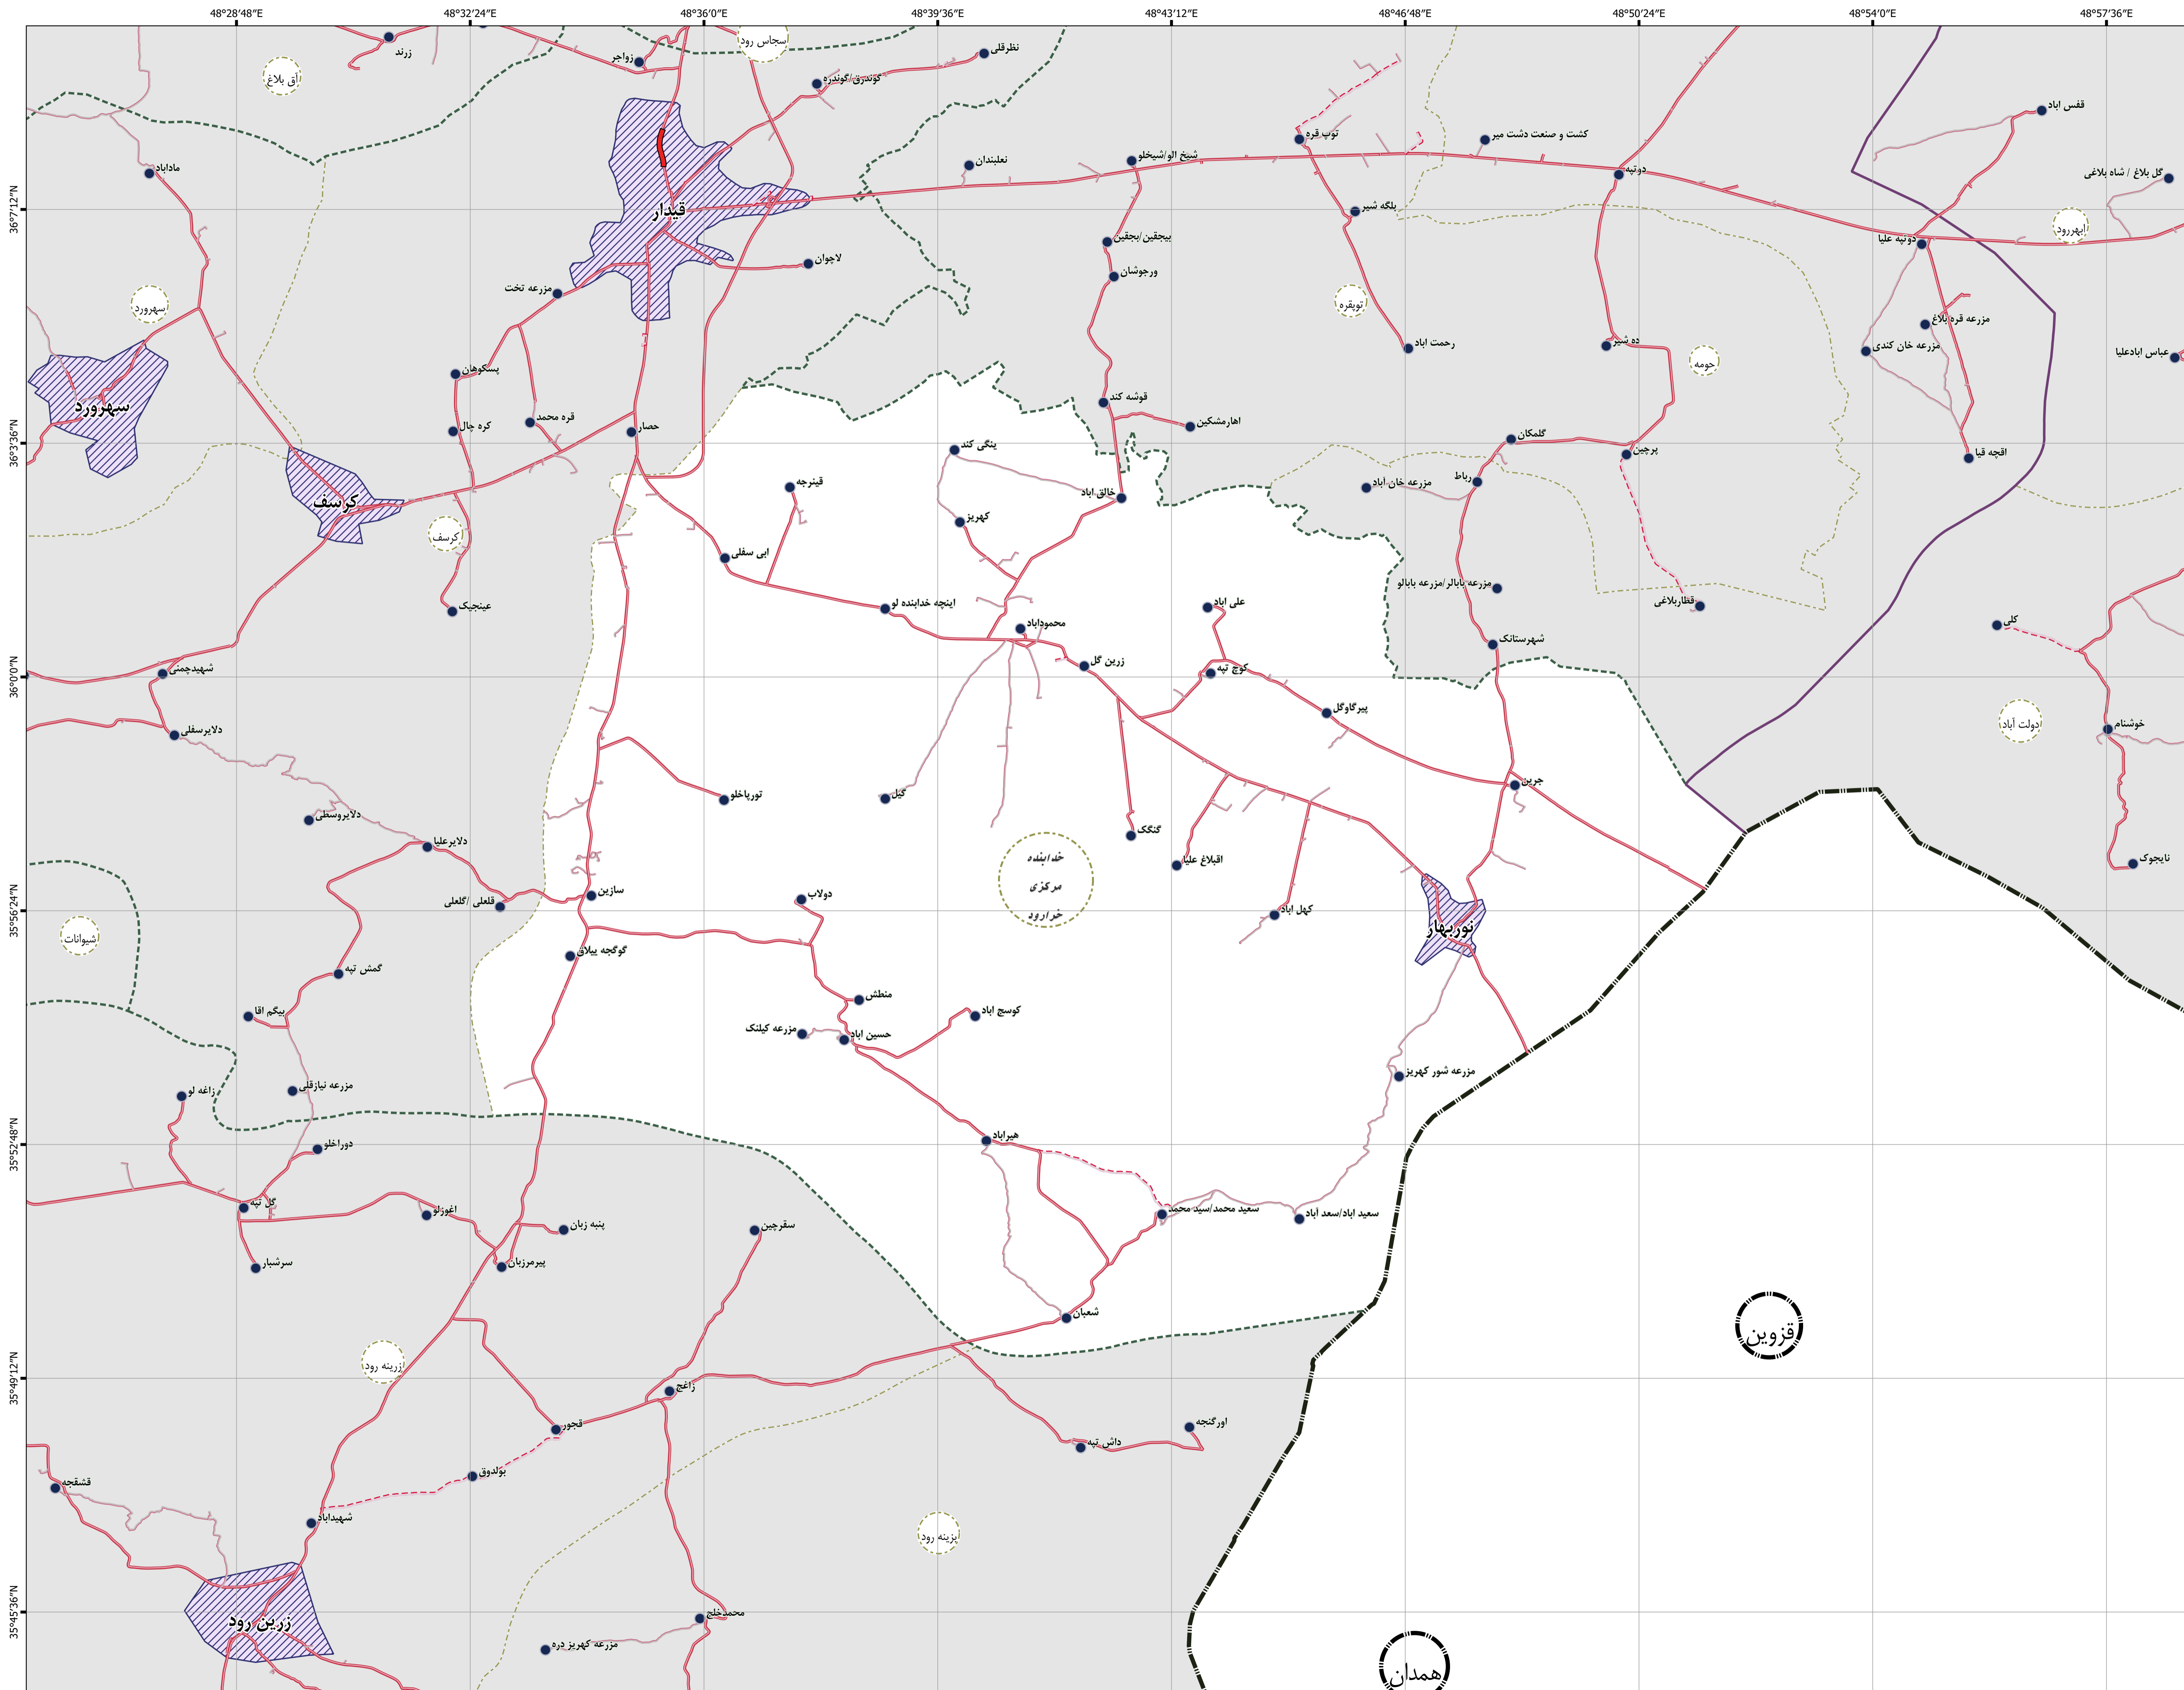 48°28'48"E
48°32'24"E
48°36'0"E
48°39'36"E
48°43'12"E
48°46'48"E
48°50'24"E
48°54'0"E
48°57'36"E
36°7'12"N
36°3'36"N
36°0'0"N
35°56'24"N
35°52'48"N
35°49'12"N
35°45'36"N
زرند
زواجر
سجاس رود
نظرقلی
آق بلاغ
گوندرق/گوندره
قفس اباد
توپ قره
کشت و صنعت دشت میر
شیخ الو/شیخلو
نعلبندان
ماداباد
دوتپه
گل بلاغ / شاه بلاغی
قیدار
بلگه شیر
ابهررود
بیجقین/بجقین
دوتپه علیا
لاچوان
ورجوشان
مزرعه تخت
سهرورد
توپقره
مزرعه قره بلاغ
رحمت اباد
ده شیر
مزرعه خان کندی
عباس ابادعلیا
حومه
پسکوهان
سهرورد
قوشه کند
قره محمد
کره چال
حصار
اهارمشکین
گلمکان
ینگی کند
پرچین
اقچه قیا
رباط
مزرعه خان آباد
قینرجه
خالق اباد
کرسف
کهریز
کرسف
ابی سفلی
مزرعه بابالر/مزرعه بابالو
قطاربلاغی
عینجیک
اینچه خدابنده لو
علی اباد
محموداباد
کلی
شهرستانک
شهیدچمنی
زرین گل
کوچ تپه
پیرگاوگل
دولت آباد
خوشنام
دلایرسفلی
جرین
تورپاخلو
گیل
دلایروسطی
گنگک
دلایرعلیا
خدابنده
مرکزی
خرارود
اقبلاغ علیا
نایجوک
سازین
دولاب
قلعلی /گلعلی
کهل اباد
نوربهار
شیوانات
گوگجه ییلاق
گمش تپه
منطش
بیگم اقا
کوسج اباد
مزرعه کیلنک
حسین اباد
مزرعه شور کهریز
مزرعه نیازقلی
زاغه لو
هیراباد
دوراخلو
گل تپه
اغوزلو
سعید محمد/سید محمد
سعید اباد/سعد آباد
پنبه زبان
سقرچین
سرشبار
پیرمرزبان
شعبان
قزوین
زرینه رود
زاغج
قجور
اورگنجه
داش تپه
بولدوق
قشقجه
شهیداباد
بزینه رود
محمدخلج
زرین رود
مزرعه کهریز دره
همدان